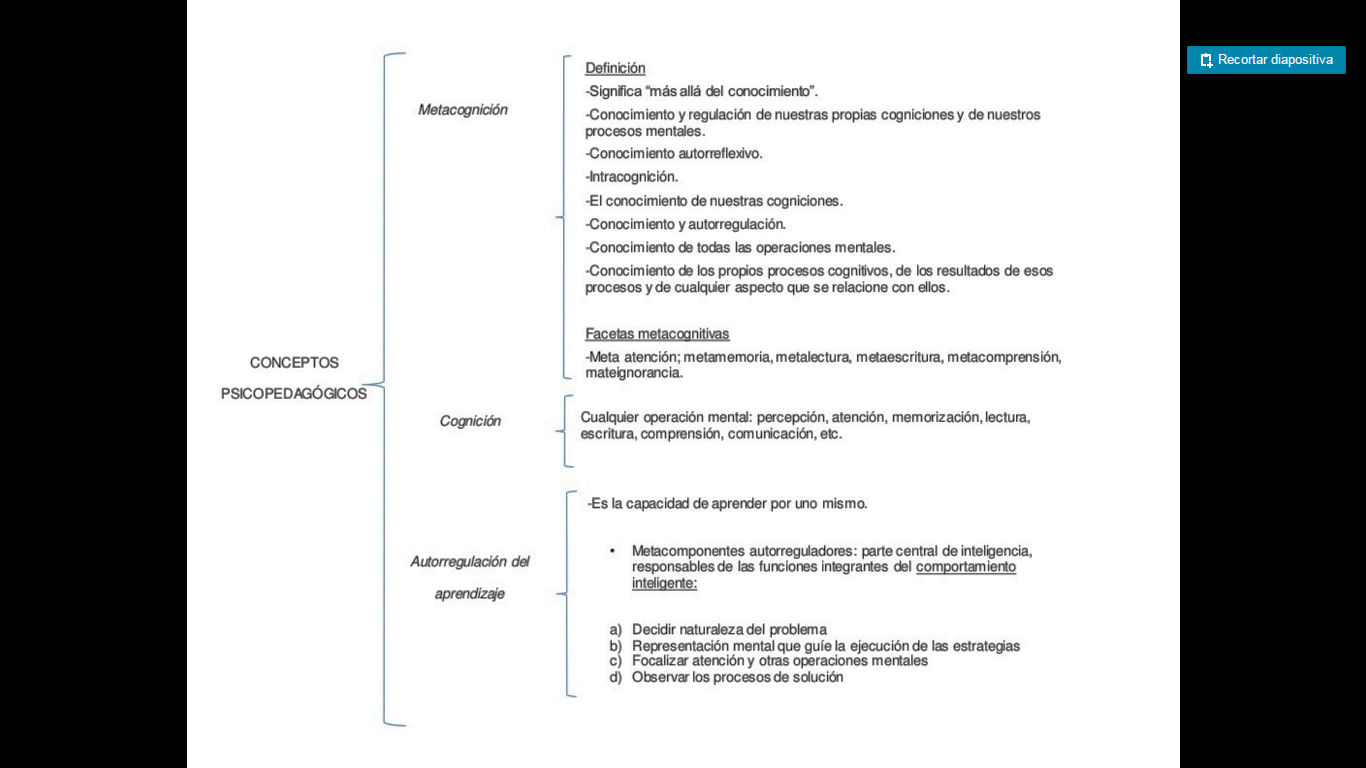 Recortar diapositiva
CONCEPTOS
PSICOPEDAGÓGICOS
Metacognición
Definición
-Significa “más allá del conocimiento”.
-Conocimiento y regulación de nuestras propias cogniciones y de nuestros
procesos mentales.
-Conocimiento autorreflexivo.
-Intracognición.
-El conocimiento de nuestras cogniciones.
-Conocimiento y autorregulación.
-Conocimiento de todas las operaciones mentales.
-Conocimiento de los propios procesos cognitivos, de los resultados de esos
procesos y de cualquier aspecto que se relacione con ellos.
Facetas metacognitivas
-Meta atención; metamemoria, metalectura, metaescritura, metacomprensión,
mateignorancia.
Cognición
Cualquier operación mental: percepción, atención, memorización, lectura,
escritura, comprensión, comunicación, etc.
Autorregulación del
aprendizaje
-Es la capacidad de aprender por uno mismo.
• Metacomponentes autorreguladores: parte central de inteligencia,
responsables de las funciones integrantes del comportamiento
inteligente:
a) Decidir naturaleza del problema
b) Representación mental que guíe la ejecución de las estrategias
c) Focalizar atención y otras operaciones mentales
d) Observar los procesos de solución